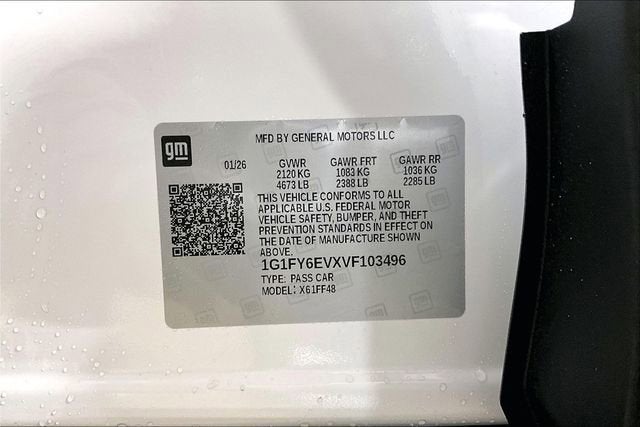 gm
MFD BY GENERAL MOTORS LLC
01/26 GVWR GAWR FRT GAWR RR
2120 KG 1083 KG 1036 KG
4673 LB 2388 LB 2285 LB
THIS VEHICLE CONFORMS TO ALL
APPLICABLE U.S. FEDERAL MOTOR
VEHICLE SAFETY, BUMPER, AND THEFT
PREVENTION STANDARDS IN EFFECT ON
THE DATE OF MANUFACTURE SHOWN
ABOVE.
1G1FY6EVXVF103496
TYPE: PASS CAR
MODEL: X61FF48